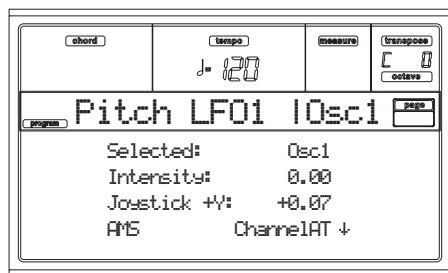 chord tempo measure transpose
♩= 120 C 0
octave
program Pitch LFO1 |Osc1 page
Selected: Osc1
Intensity: 0.00
Joystick +Y: +0.07
AMS ChannelAT ↓